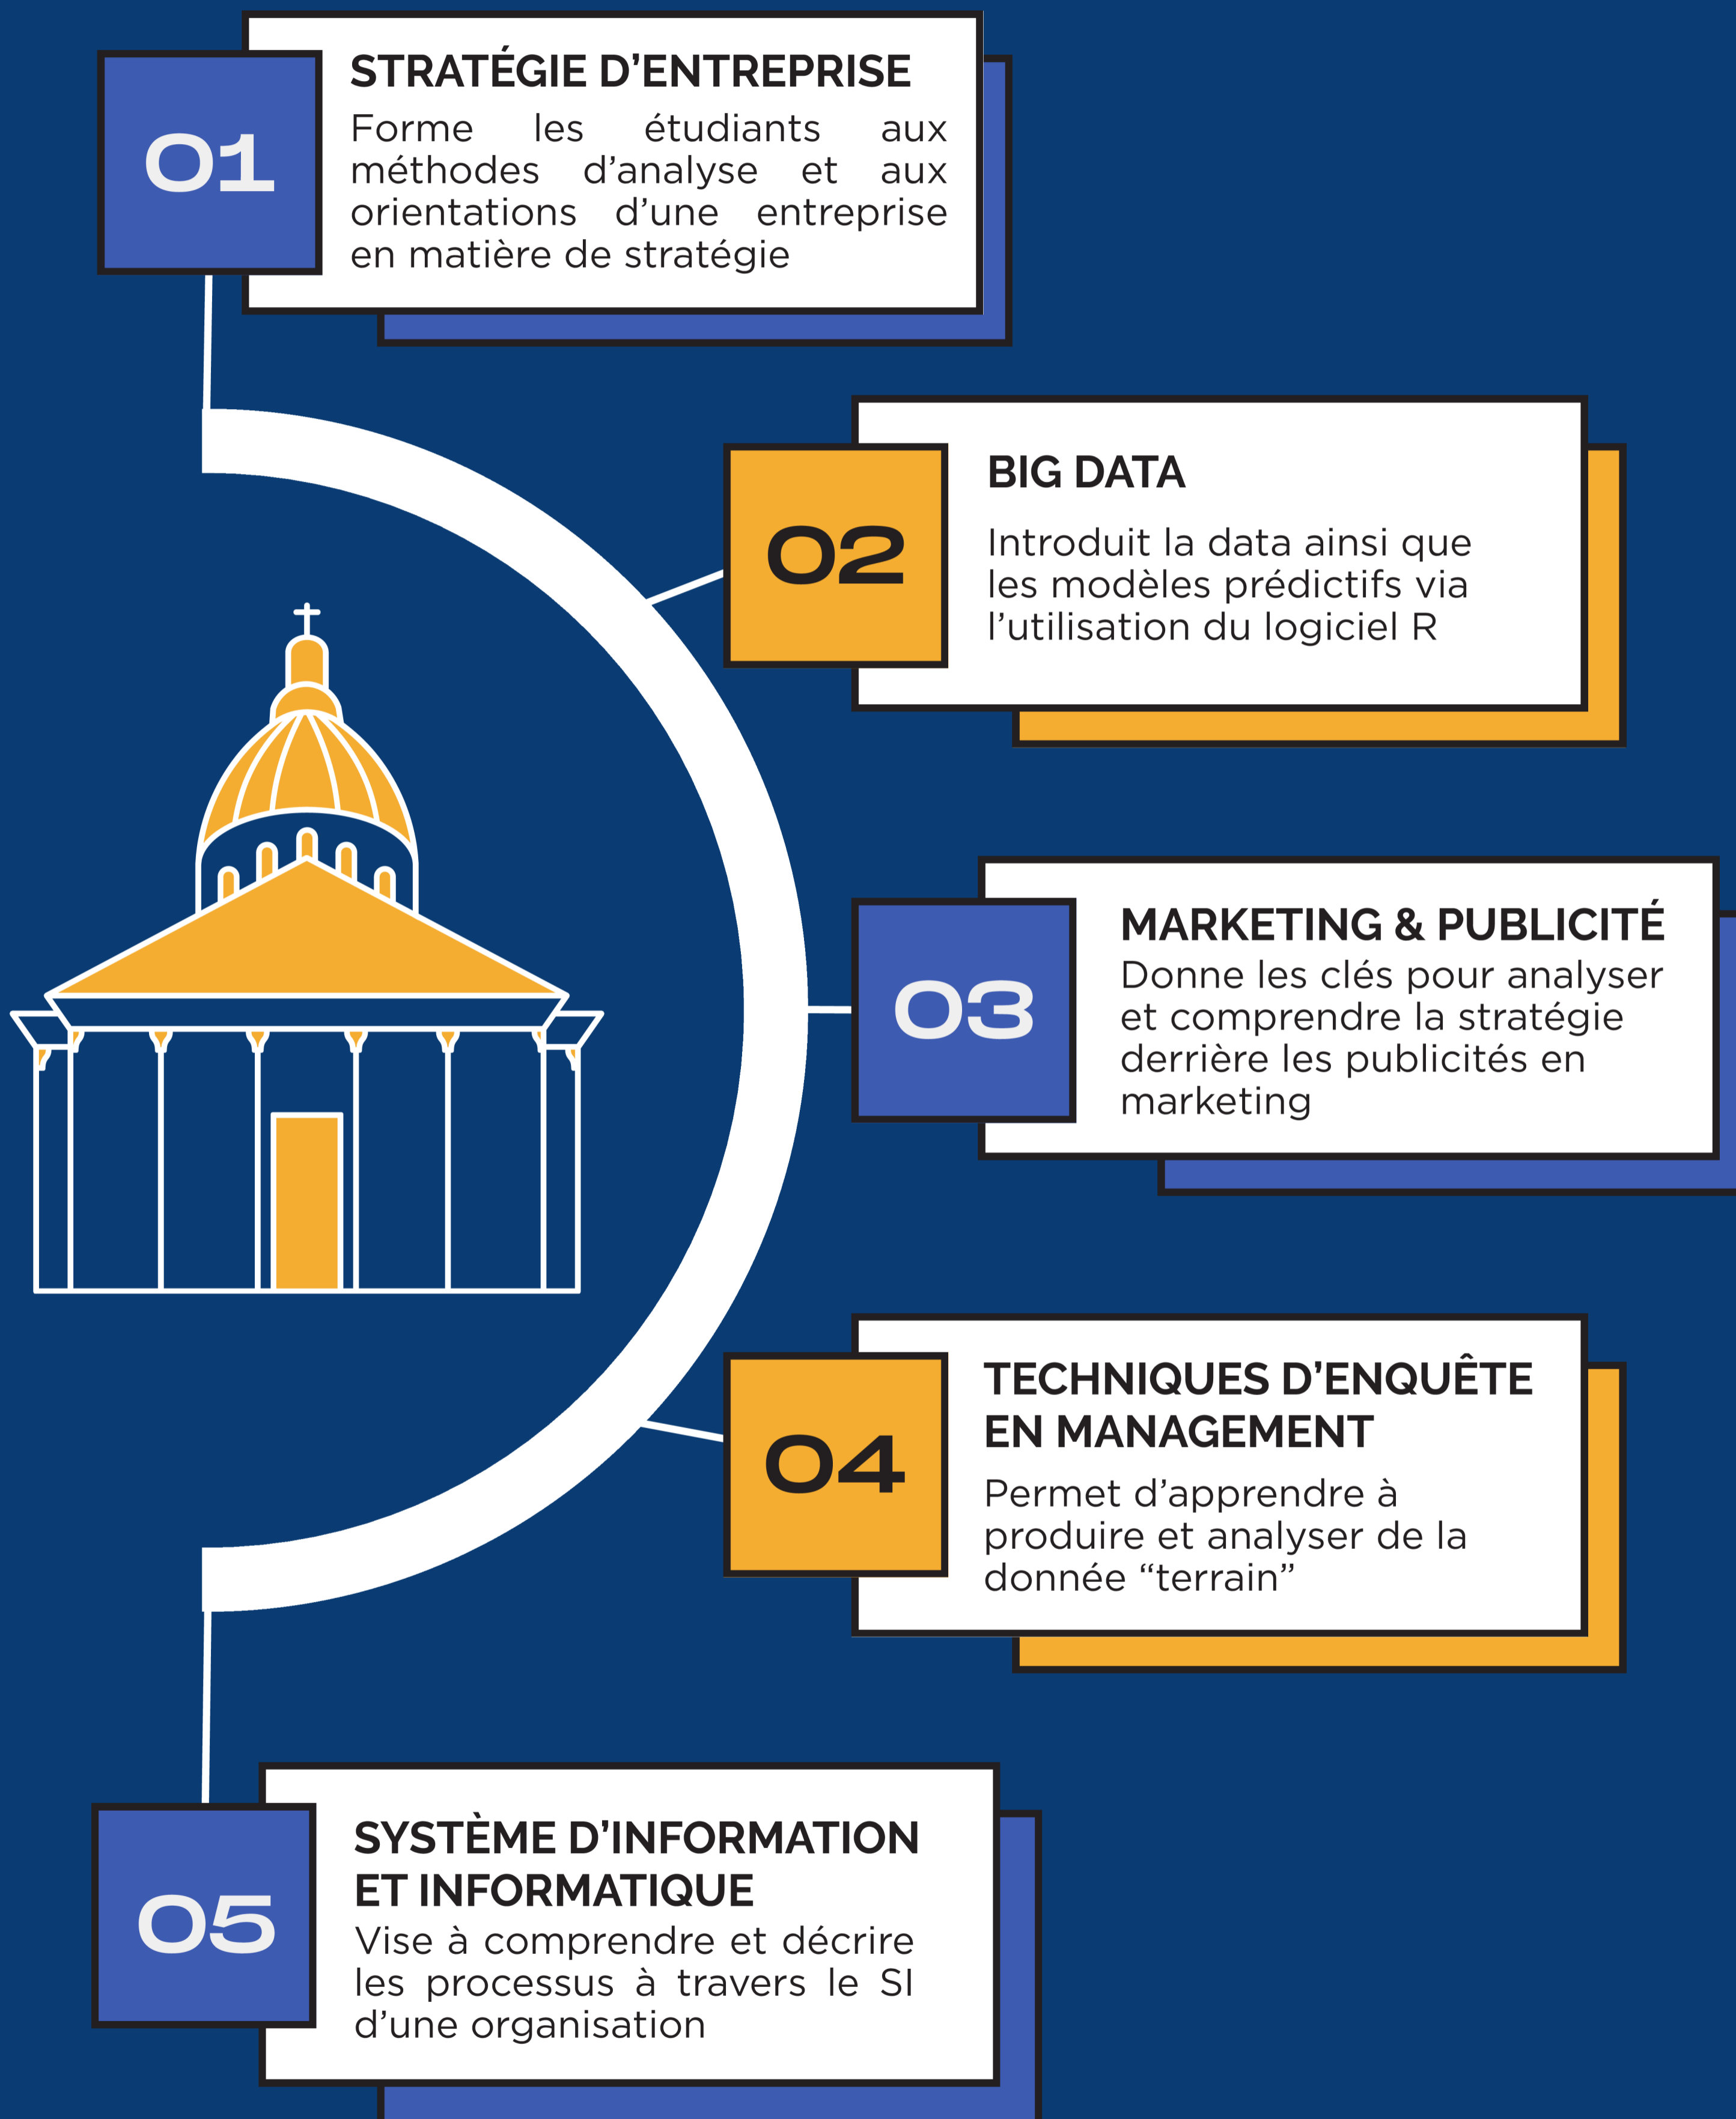 01
STRATÉGIE D'ENTREPRISE
Forme les étudiants aux
méthodes d'analyse et aux
orientations d'une entreprise
en matière de stratégie
02
BIG DATA
Introduit la data ainsi que
les modèles prédictifs via
l'utilisation du logiciel R
03
MARKETING & PUBLICITÉ
Donne les clés pour analyser
et comprendre la stratégie
derrière les publicités en
marketing
04
TECHNIQUES D'ENQUÊTE
EN MANAGEMENT
Permet d'apprendre à
produire et analyser de la
donnée “terrain”
05
SYSTÈME D'INFORMATION
ET INFORMATIQUE
Vise à comprendre et décrire
les processus à travers le SI
d'une organisation